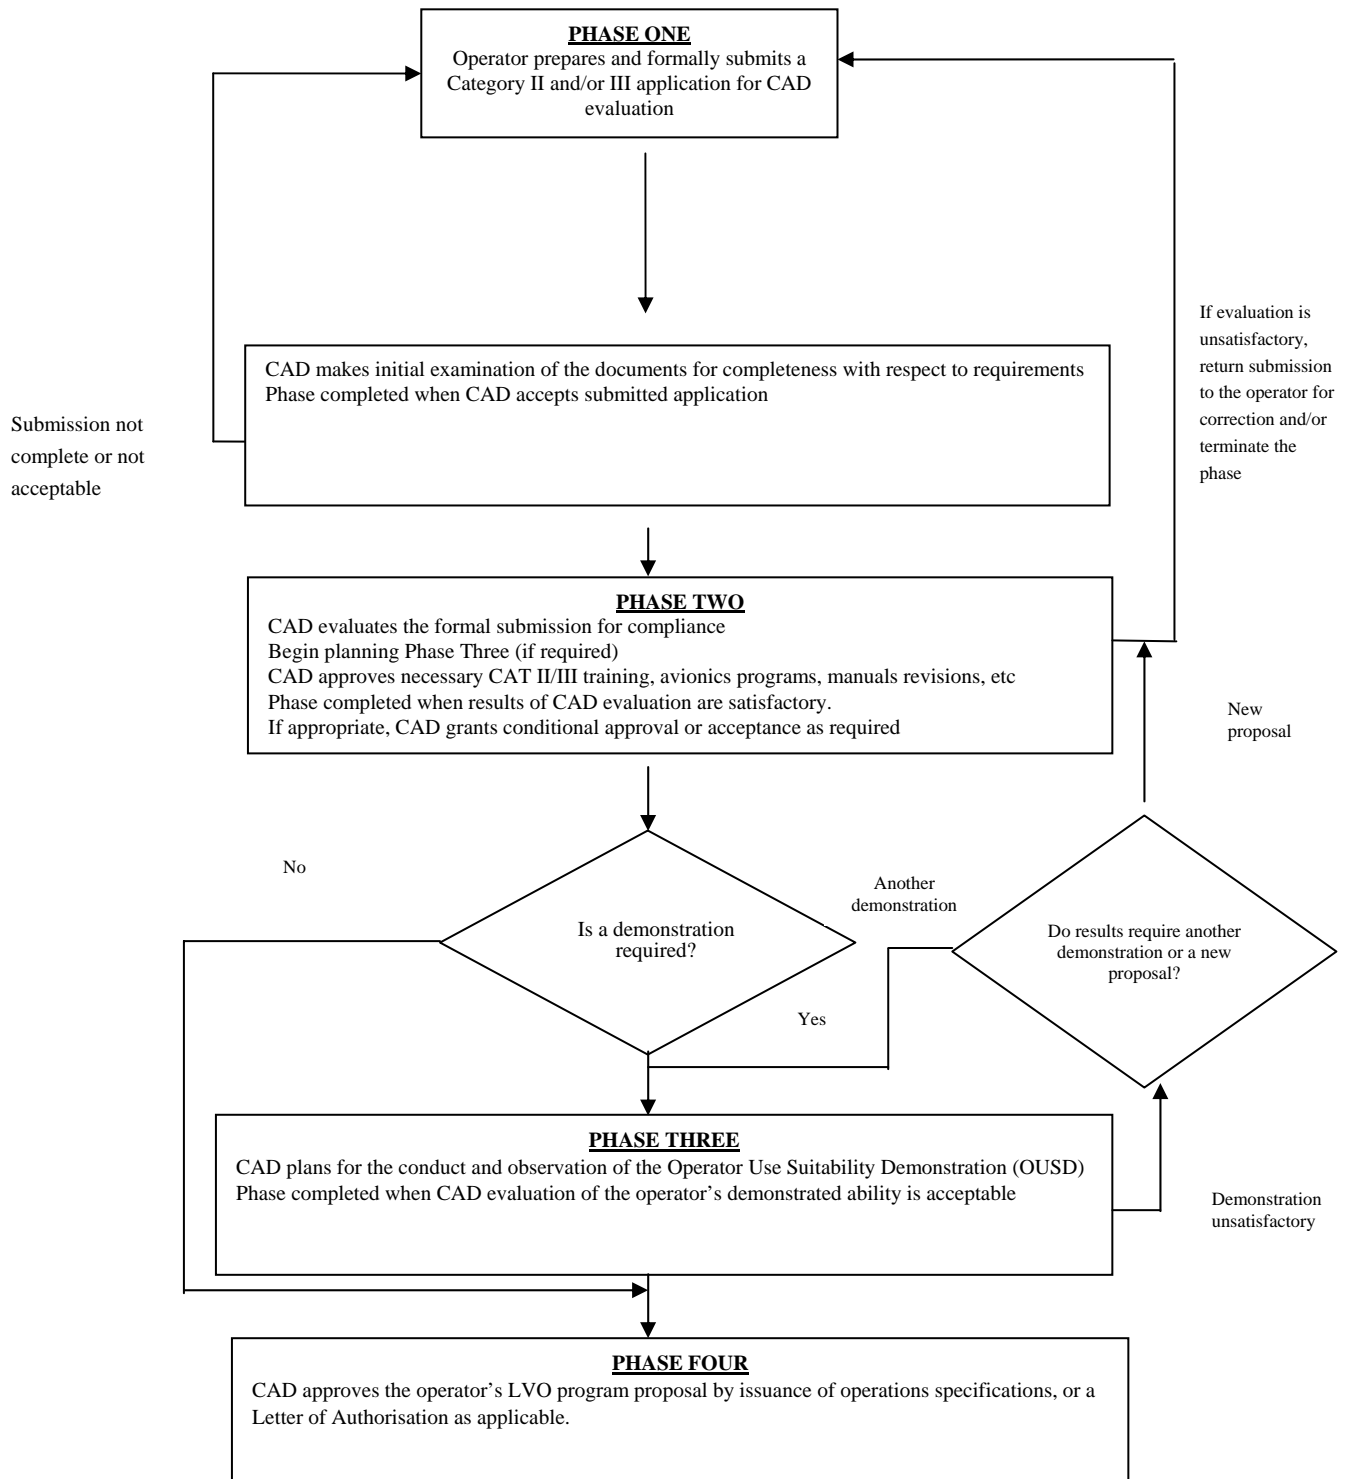 PHASE ONE
Operator prepares and formally submits a
Category II and/or III application for CAD
evaluation
If evaluation is
unsatisfactory,
return submission
to the operator for
correction and/or
terminate the
phase
CAD makes initial examination of the documents for completeness with respect to requirements
Phase completed when CAD accepts submitted application
Submission not
complete or not
acceptable
PHASE TWO
CAD evaluates the formal submission for compliance
Begin planning Phase Three (if required)
CAD approves necessary CAT II/III training, avionics programs, manuals revisions, etc
Phase completed when results of CAD evaluation are satisfactory.
If appropriate, CAD grants conditional approval or acceptance as required
New
proposal
No
Another
demonstration
Is a demonstration
required?
Do results require another
demonstration or a new
proposal?
Yes
PHASE THREE
CAD plans for the conduct and observation of the Operator Use Suitability Demonstration (OUSD)
Phase completed when CAD evaluation of the operator’s demonstrated ability is acceptable
Demonstration
unsatisfactory
PHASE FOUR
CAD approves the operator’s LVO program proposal by issuance of operations specifications, or a
Letter of Authorisation as applicable.